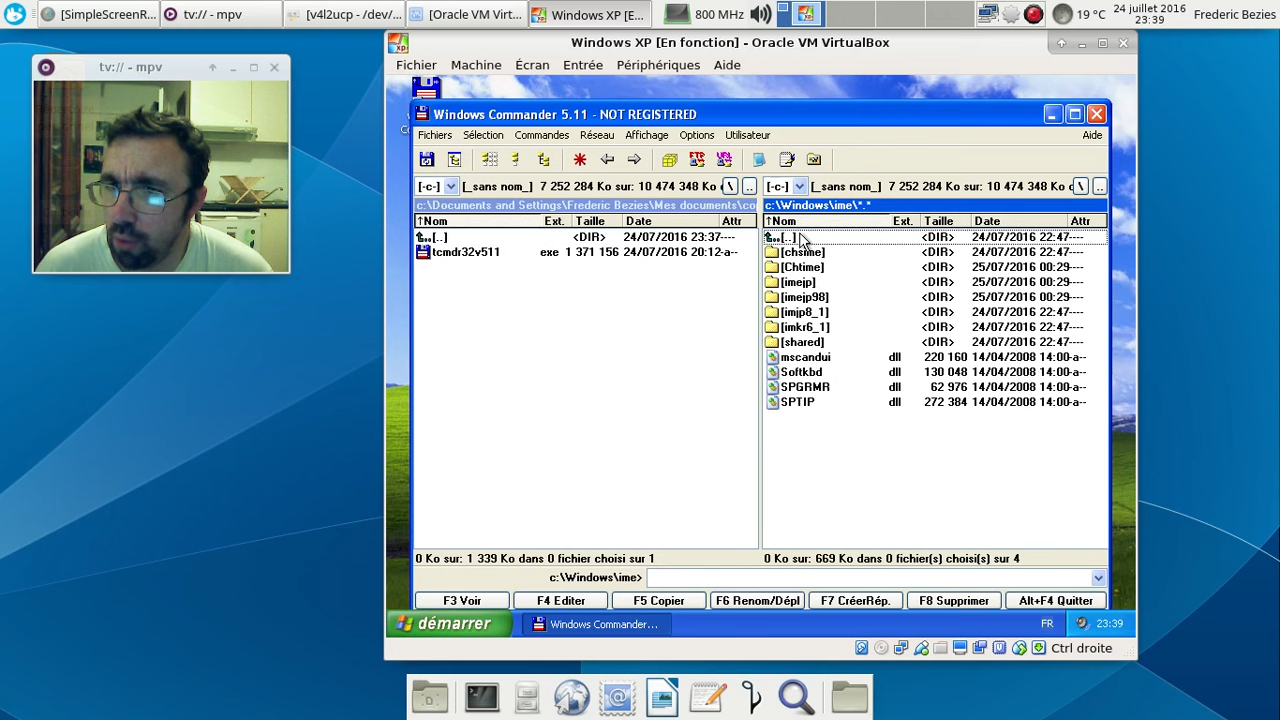 [SimpleScreenR...
tv:// - mpv
[v4l2ucp - /dev/...
[Oracle VM Virt...
Windows XP [E...
800 MHz
19 °C
24 juillet 2016
23:39
Frederic Bezies
tv:// - mpv
Windows XP [En fonction] - Oracle VM VirtualBox
Fichier Machine Écran Entrée Périphériques Aide
Windows Commander 5.11 - NOT REGISTERED
Fichiers Sélection Commandes Réseau Affichage Options Utilisateur Aide
[-c-] [_sans nom_] 7 252 284 Ko sur: 10 474 348 Ko \ ..
c:\Documents and Settings\Frederic Bezies\Mes documents\co
↑Nom Ext. Taille Date Attr
[..] <DIR> 24/07/2016 23:37----
tcmdr32v511 exe 1 371 156 24/07/2016 20:12-a--
0 Ko sur: 1 339 Ko dans 0 fichier choisi sur 1
[-c-] [_sans nom_] 7 252 284 Ko sur: 10 474 348 Ko \ ..
c:\Windows\ime\*.*
↑Nom Ext. Taille Date Attr
[..] <DIR> 24/07/2016 22:47----
[chsime] <DIR> 24/07/2016 22:47----
[Chtime] <DIR> 25/07/2016 00:29----
[imejp] <DIR> 25/07/2016 00:29----
[imejp98] <DIR> 25/07/2016 00:29----
[imjp8_1] <DIR> 24/07/2016 22:47----
[imkr6_1] <DIR> 24/07/2016 22:47----
[shared] <DIR> 24/07/2016 22:47----
mscandui dll 220 160 14/04/2008 14:00-a--
Softkbd dll 130 048 14/04/2008 14:00-a--
SPGRMR dll 62 976 14/04/2008 14:00-a--
SPTIP dll 272 384 14/04/2008 14:00-a--
0 Ko sur: 669 Ko dans 0 fichier(s) choisi(s) sur 4
c:\Windows\ime>
F3 Voir F4 Editer F5 Copier F6 Renom/Dépl F7 CréerRép. F8 Supprimer Alt+F4 Quitter
démarrer Windows Commander... FR 23:39
Ctrl droite